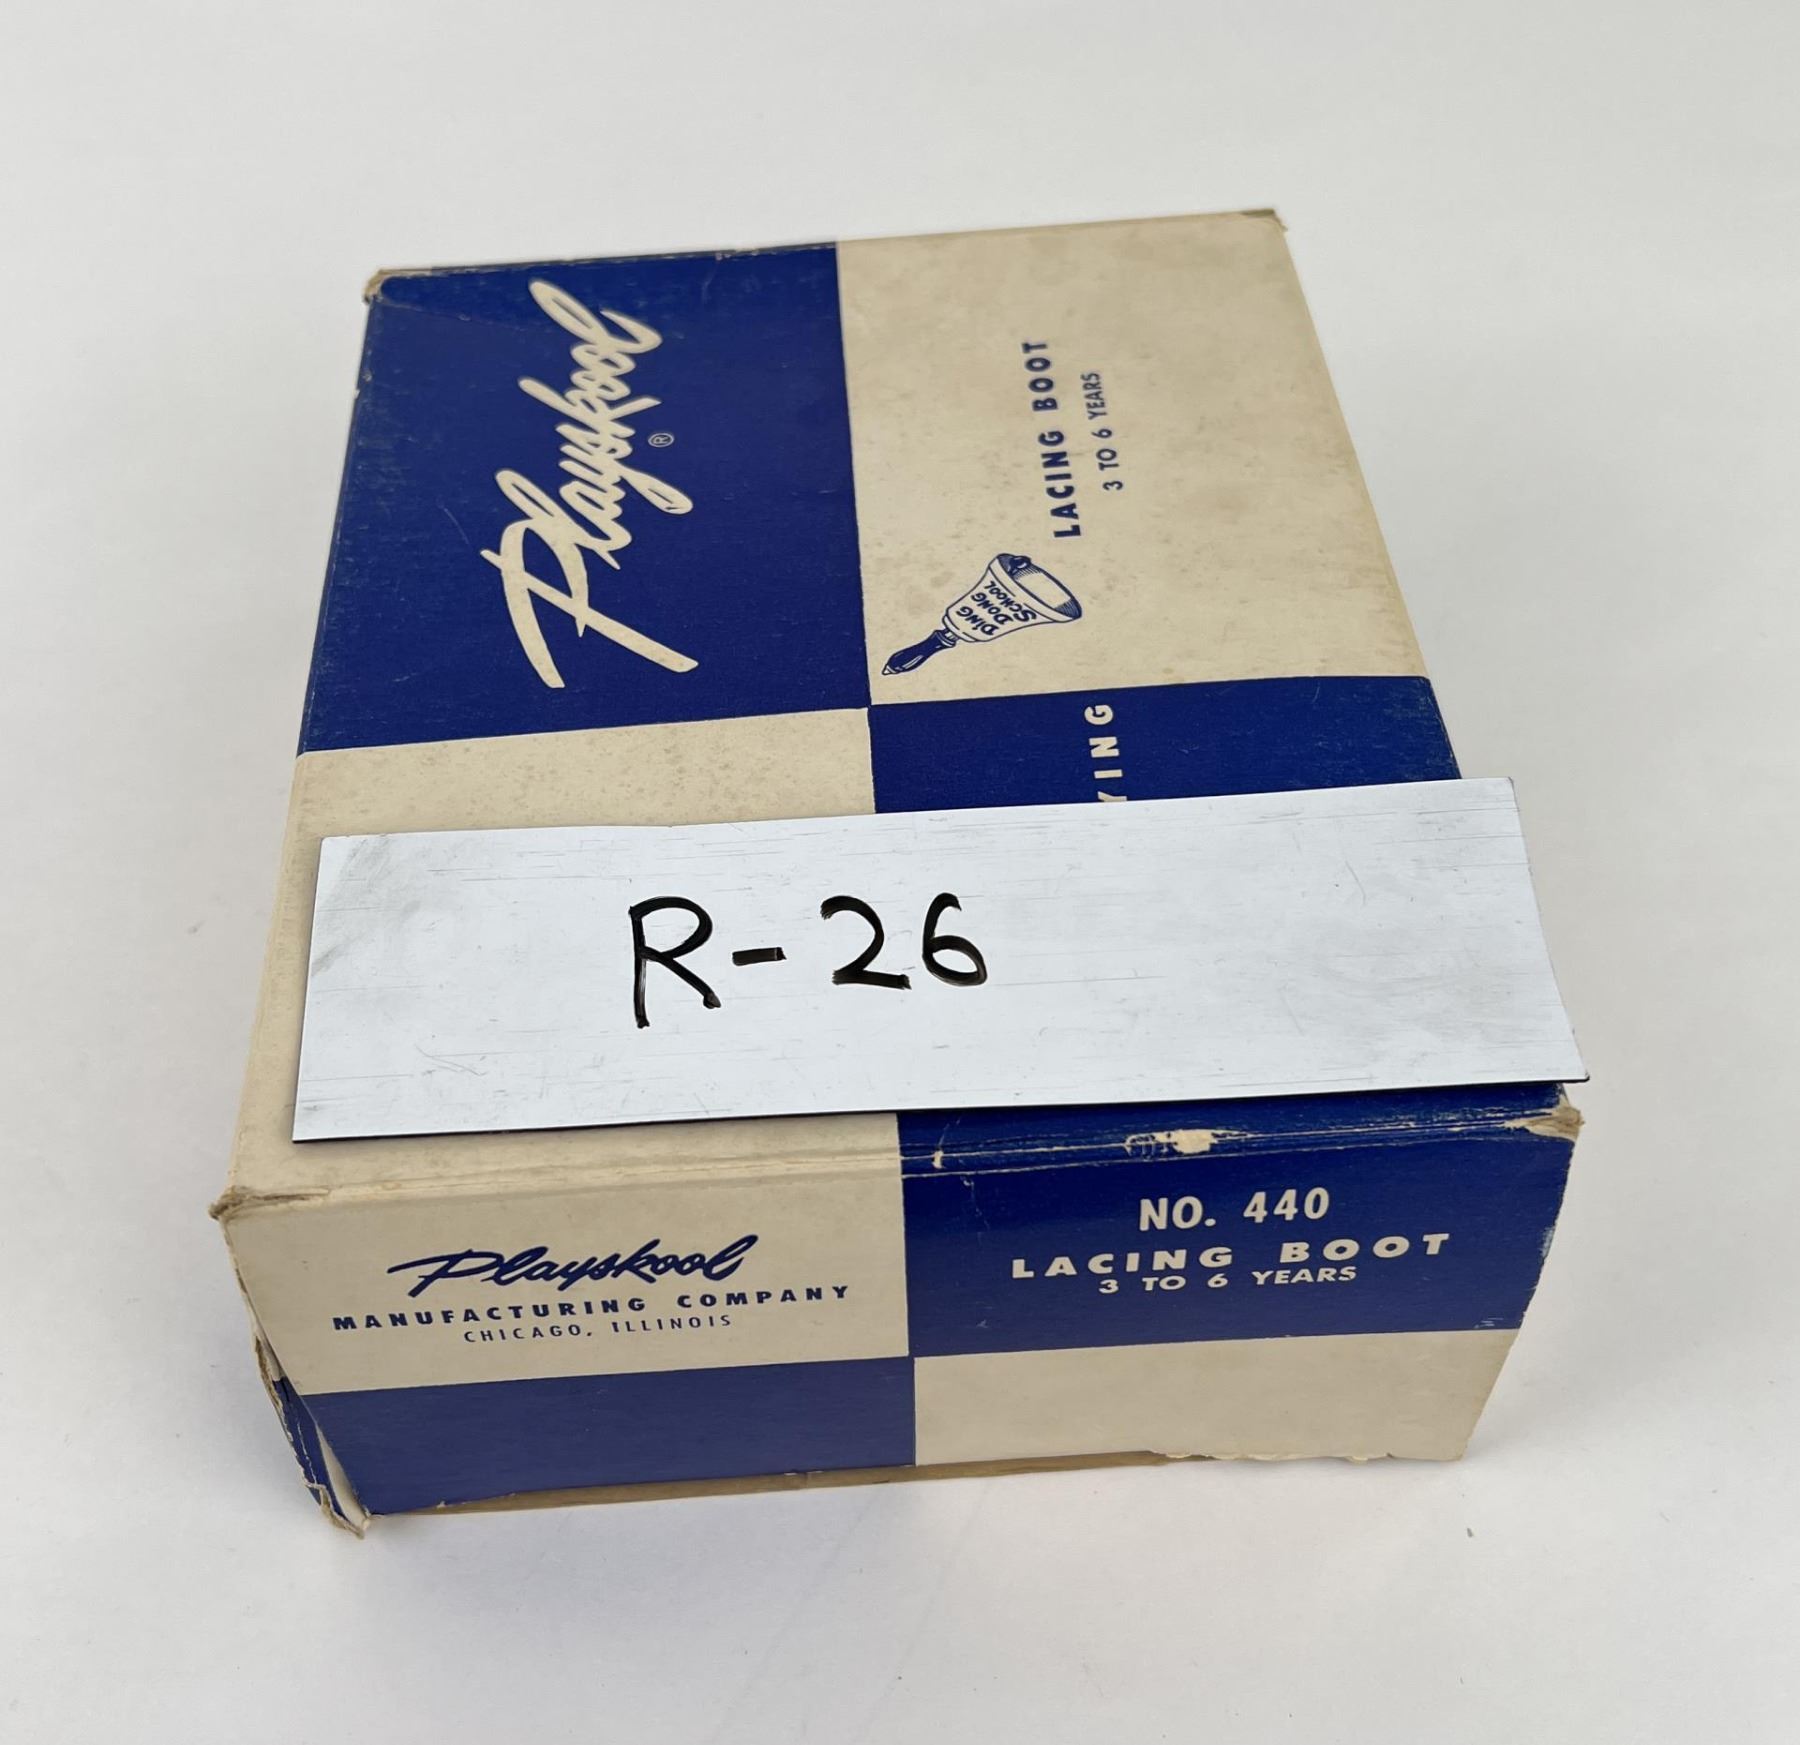 Playskool
®
LACING BOOT
3 TO 6 YEARS
DING
DONG
SCHOOL
YING
R-26
Playskool
MANUFACTURING COMPANY
CHICAGO, ILLINOIS
NO. 440
LACING BOOT
3 TO 6 YEARS